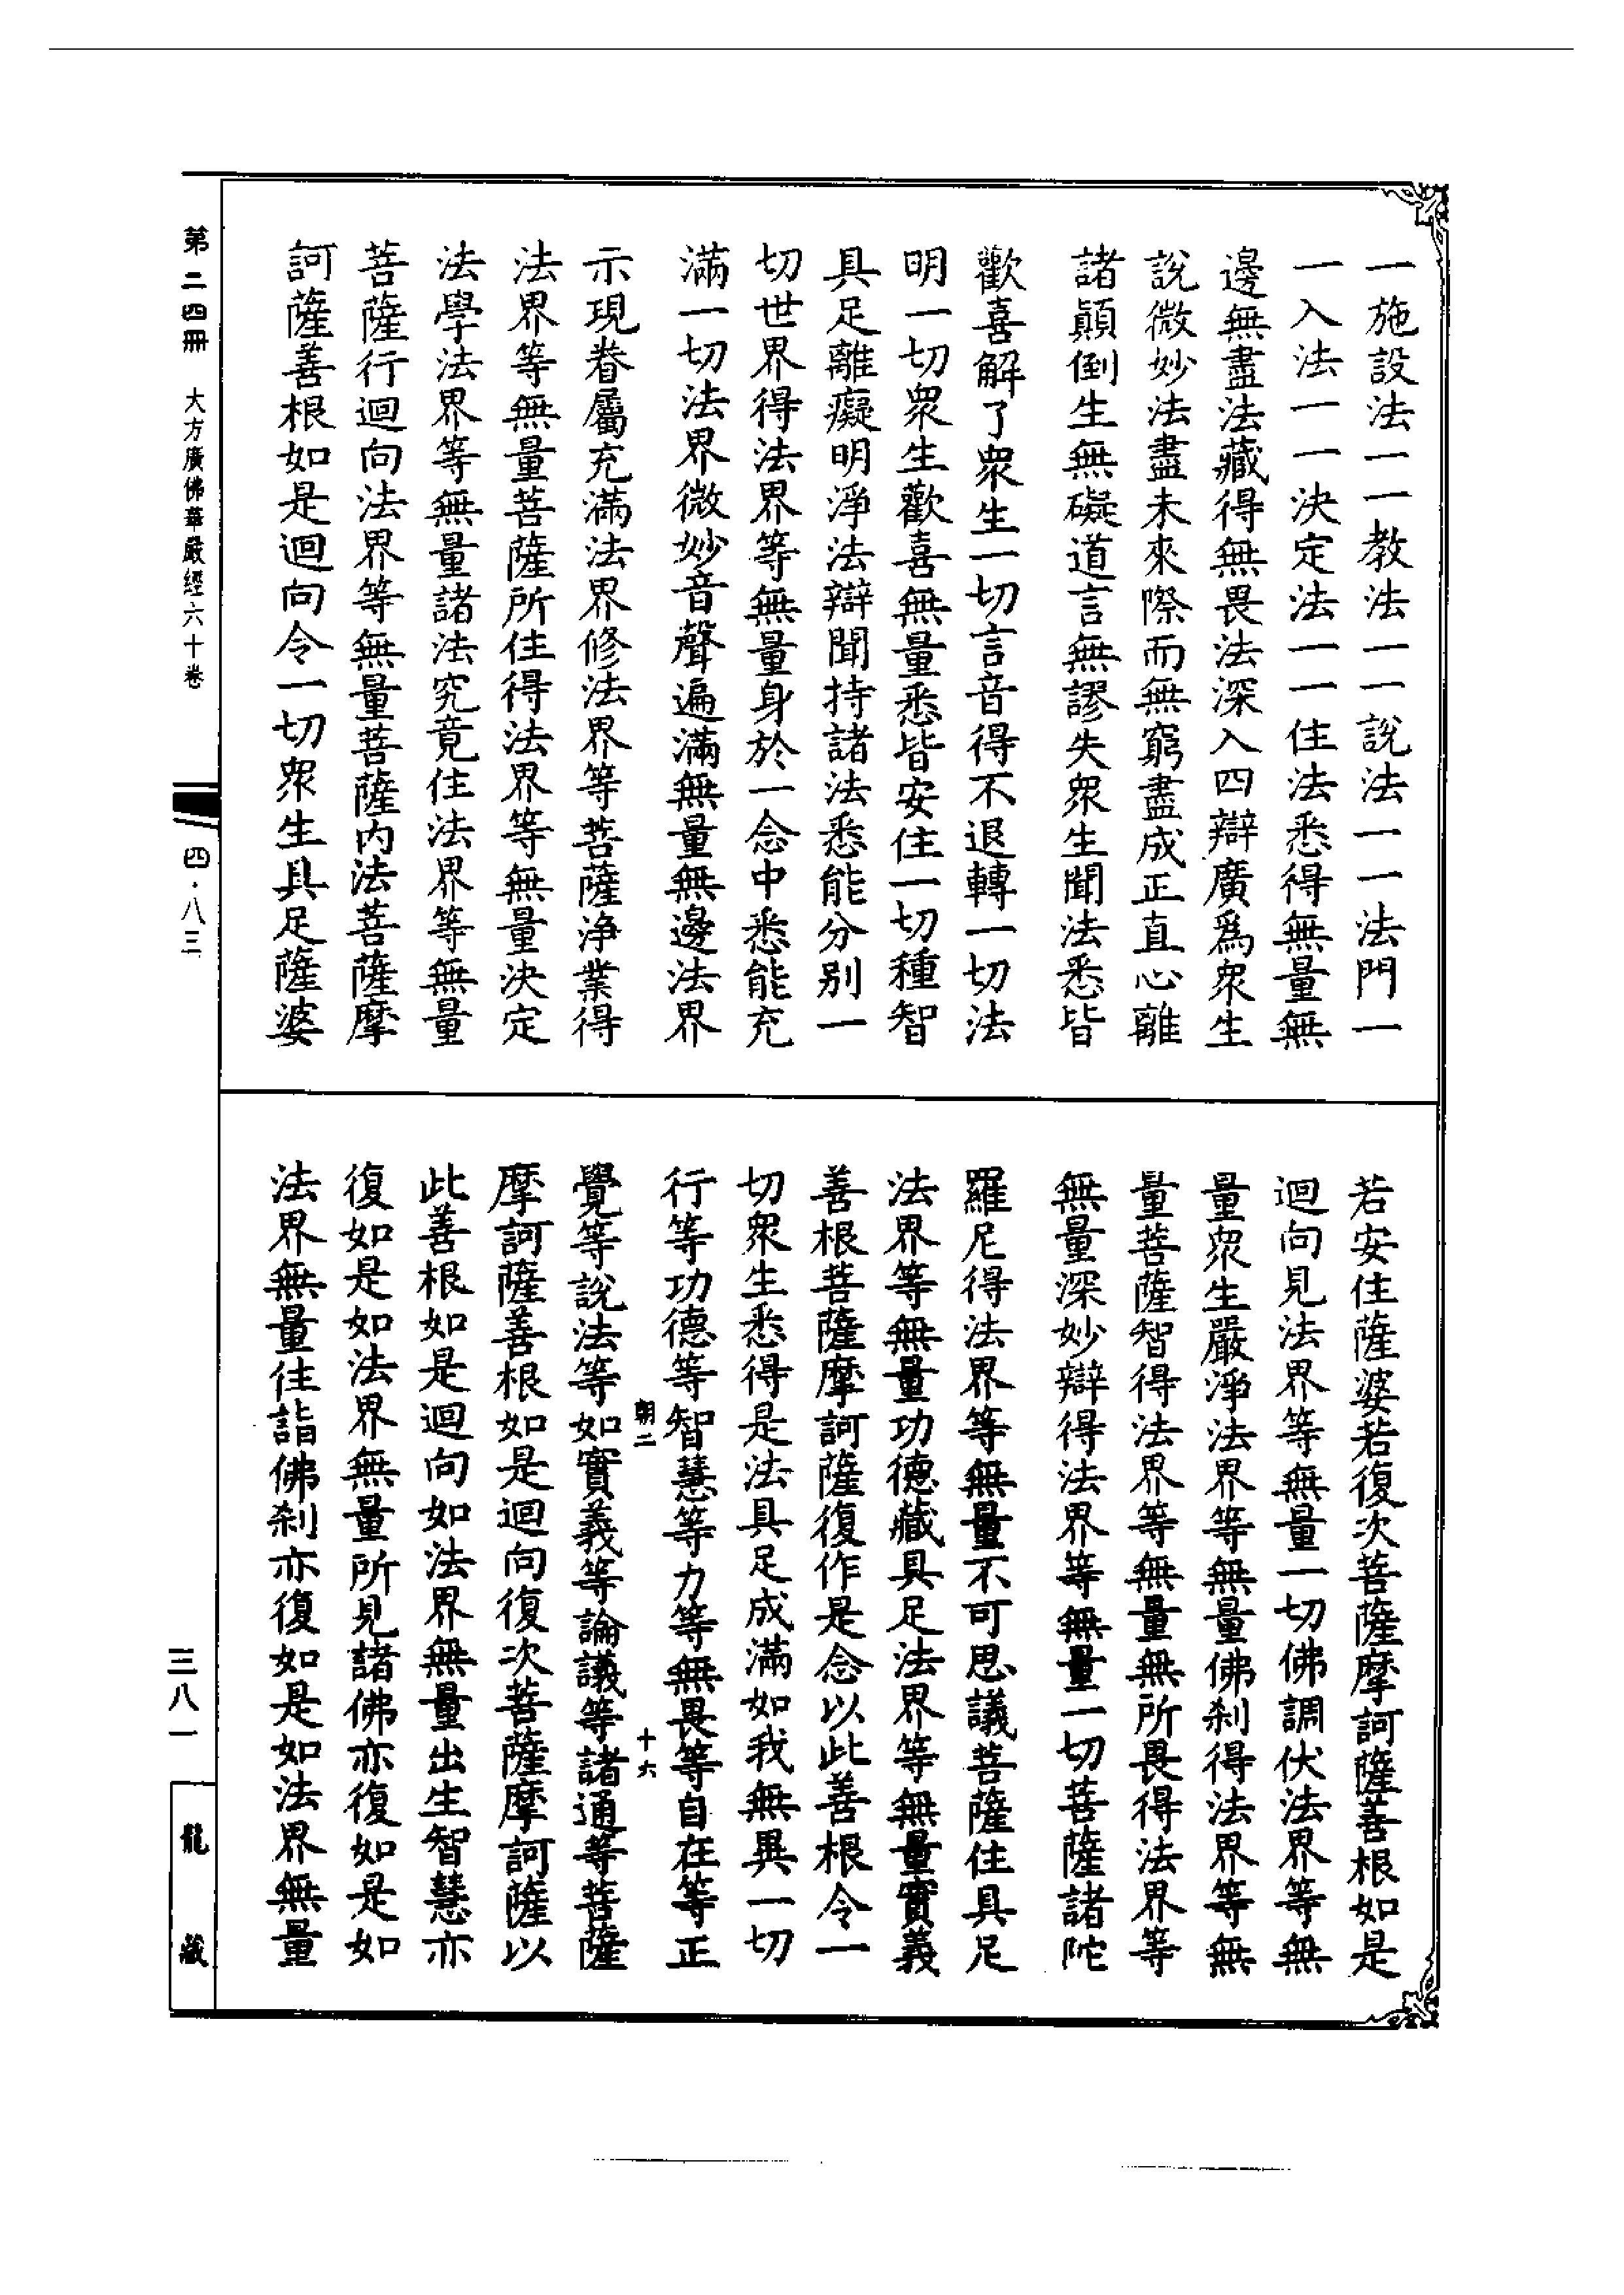 一施設法一一教法一一說法一一法門一
一入法一一決定法一一住法悉得無量無
邊無盡法藏得無畏法深入四辯廣爲衆生
說微妙法盡未來際而無窮盡成正直心離
諸顚倒生無礙道言無謬失衆生聞法悉皆
歡喜解了衆生一切言音得不退轉一切法
明一切衆生歡喜無量悉皆安住一切種智
具足離癡明淨法辯聞持諸法悉能分别一
切世界得法界等無量身於一念中悉能充
滿一切法界微妙音聲遍滿無量無邊法界
示現眷屬充滿法界修法界等菩薩淨業得
法界等無量菩薩所住得法界等無量決定
法學法界等無量諸法究竟住法界等無量
菩薩行迴向法界等無量菩薩内法菩薩摩
訶薩善根如是迴向令一切衆生具足薩婆
若安住薩婆若復次菩薩摩訶薩善根如是
迴向見法界等無量一切佛調伏法界等無
量衆生嚴淨法界等無量佛刹得法界等無
量菩薩智得法界等無量無所畏得法界等
無量深妙辯得法界等無量一切菩薩諸陀
羅尼得法界等無量不可思議菩薩住具足
法界等無量功德藏具足法界等無量實義
善根菩薩摩訶薩復作是念以此善根令一
切衆生悉得是法具足成滿如我無異一切
行等功德等智慧等力等無畏等自在等正
朝二 十六
覺等說法等如實義等論議等諸通等菩薩
摩訶薩善根如是迴向復次菩薩摩訶薩以
此善根如是迴向如法界無量出生智慧亦
復如是如法界無量所見諸佛亦復如是如
法界無量往詣佛刹亦復如是如法界無量
第二四冊 大方廣佛華嚴經六十卷
四·八三
三八一
龍藏